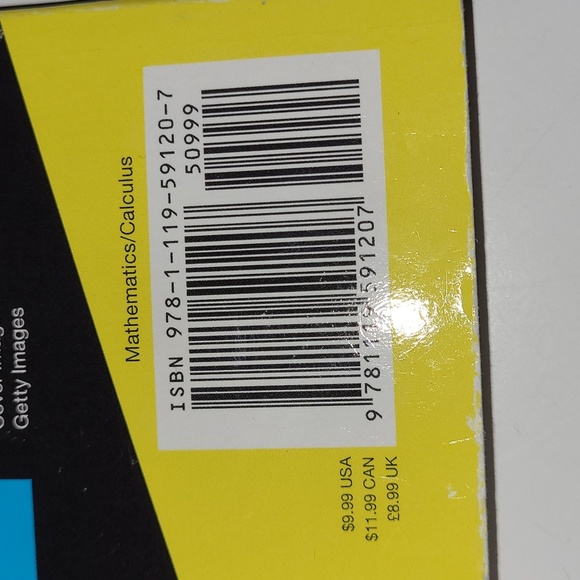 Getty Images
Mathematics/Calculus
ISBN 978-1-119-59120-7
50999
9 781119 591207
$9.99 USA
$11.99 CAN
£8.99 UK